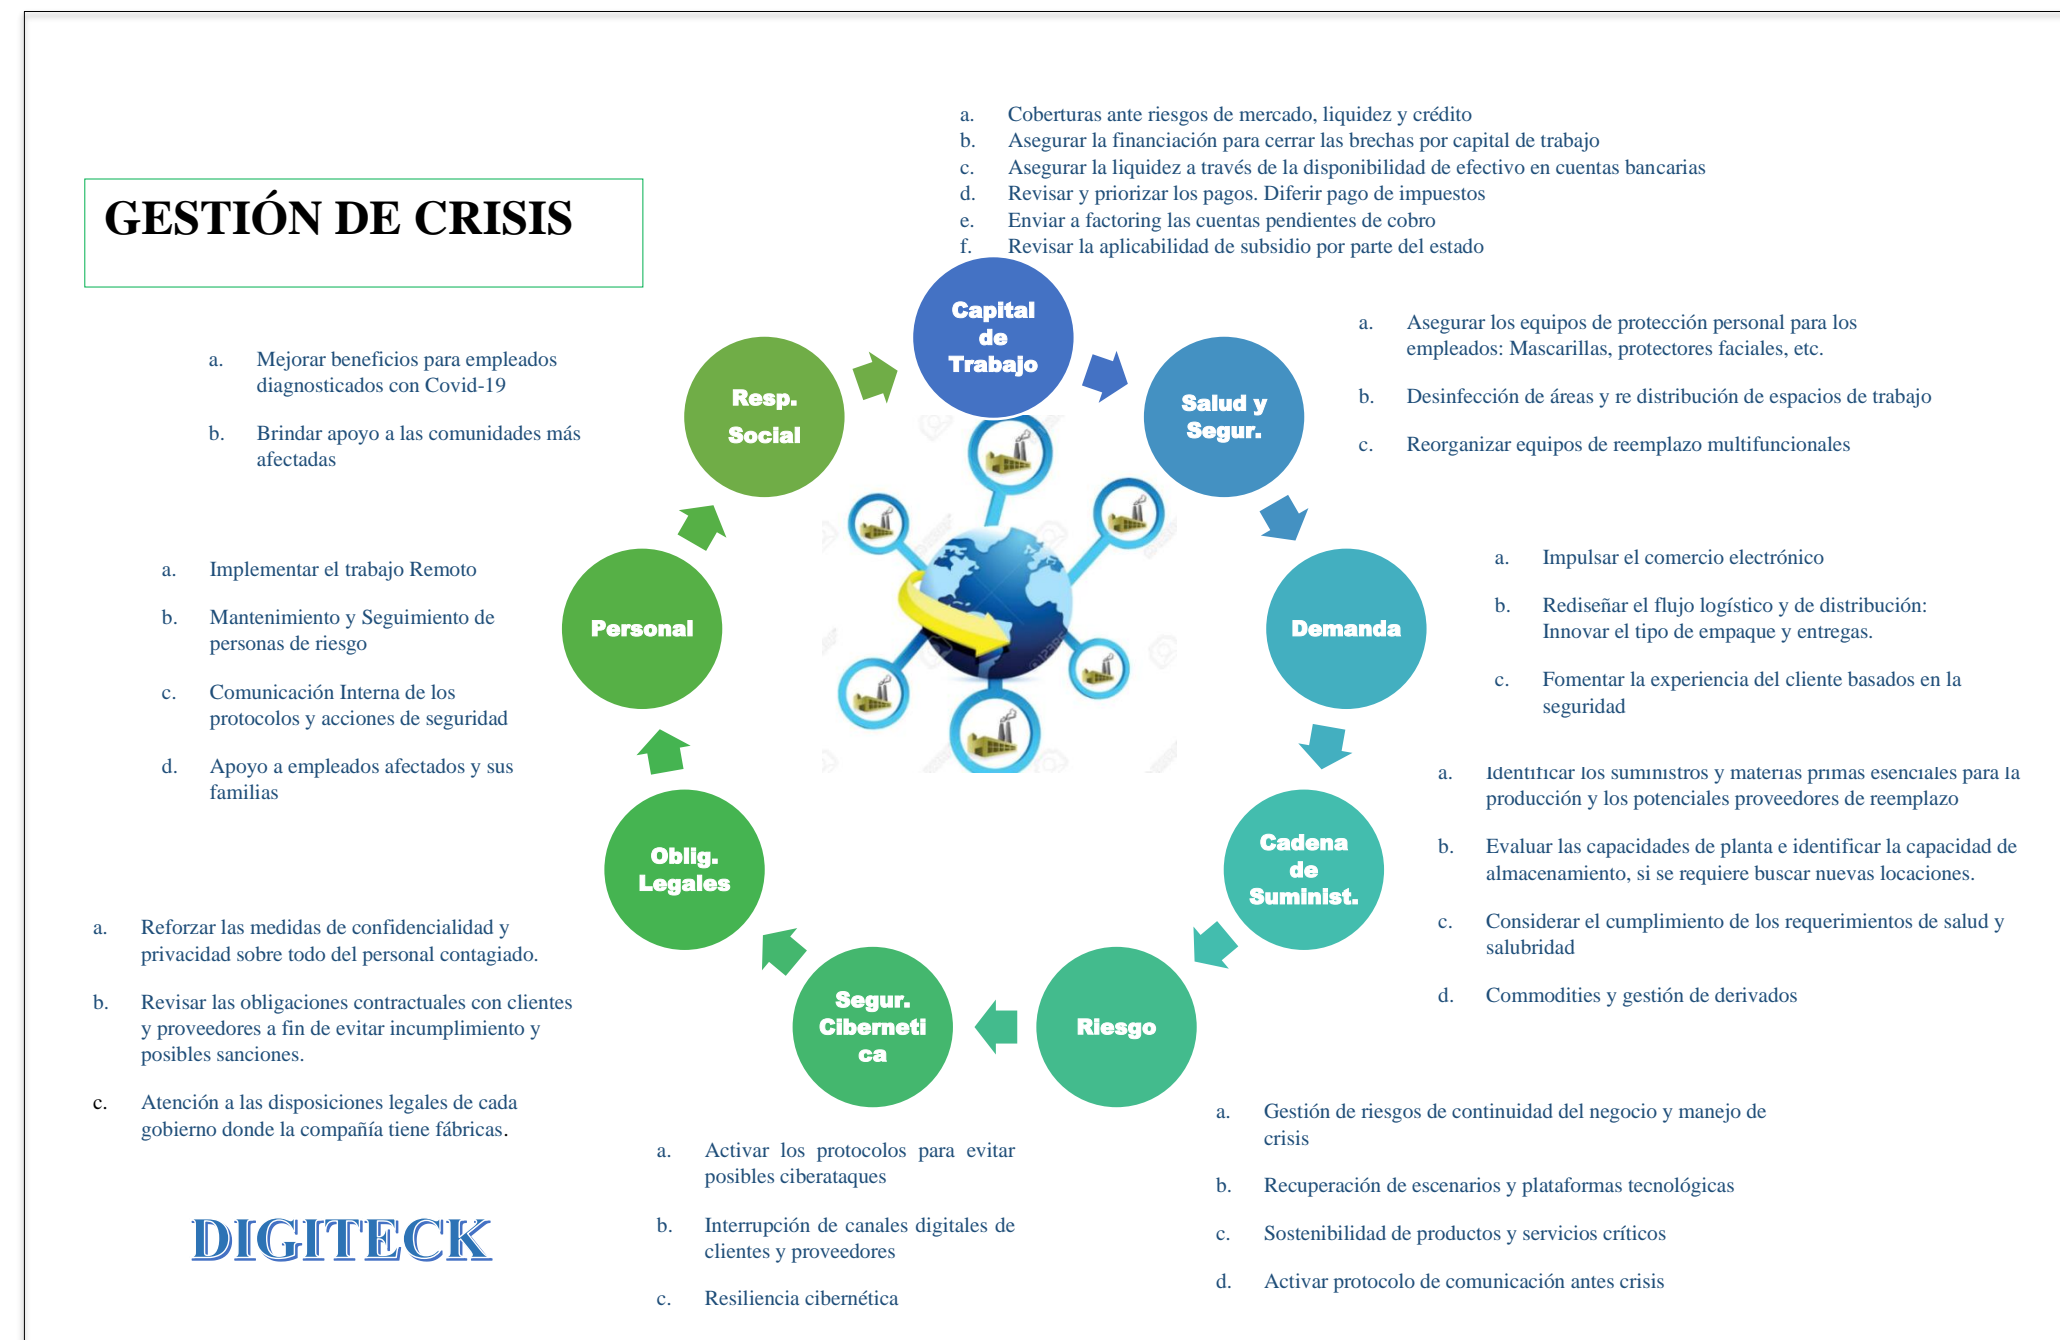 GESTIÓN DE CRISIS
a. Coberturas ante riesgos de mercado, liquidez y crédito
b. Asegurar la financiación para cerrar las brechas por capital de trabajo
c. Asegurar la liquidez a través de la disponibilidad de efectivo en cuentas bancarias
d. Revisar y priorizar los pagos. Diferir pago de impuestos
e. Enviar a factoring las cuentas pendientes de cobro
f. Revisar la aplicabilidad de subsidio por parte del estado
Capital
de
Trabajo
a. Asegurar los equipos de protección personal para los
empleados: Mascarillas, protectores faciales, etc.
b. Desinfección de áreas y re distribución de espacios de trabajo
c. Reorganizar equipos de reemplazo multifuncionales
Salud y
Segur.
a. Impulsar el comercio electrónico
b. Rediseñar el flujo logístico y de distribución:
Innovar el tipo de empaque y entregas.
c. Fomentar la experiencia del cliente basados en la
seguridad
Demanda
a. Identificar los suministros y materias primas esenciales para la
producción y los potenciales proveedores de reemplazo
b. Evaluar las capacidades de planta e identificar la capacidad de
almacenamiento, si se requiere buscar nuevas locaciones.
c. Considerar el cumplimiento de los requerimientos de salud y
salubridad
d. Commodities y gestión de derivados
Cadena
de
Suminist.
Riesgo
a. Gestión de riesgos de continuidad del negocio y manejo de
crisis
b. Recuperación de escenarios y plataformas tecnológicas
c. Sostenibilidad de productos y servicios críticos
d. Activar protocolo de comunicación antes crisis
Segur.
Ciberneti
ca
a. Activar los protocolos para evitar
posibles ciberataques
b. Interrupción de canales digitales de
clientes y proveedores
c. Resiliencia cibernética
Oblig.
Legales
a. Reforzar las medidas de confidencialidad y
privacidad sobre todo del personal contagiado.
b. Revisar las obligaciones contractuales con clientes
y proveedores a fin de evitar incumplimiento y
posibles sanciones.
c. Atención a las disposiciones legales de cada
gobierno donde la compañía tiene fábricas.
Personal
a. Implementar el trabajo Remoto
b. Mantenimiento y Seguimiento de
personas de riesgo
c. Comunicación Interna de los
protocolos y acciones de seguridad
d. Apoyo a empleados afectados y sus
familias
Resp.
Social
a. Mejorar beneficios para empleados
diagnosticados con Covid-19
b. Brindar apoyo a las comunidades más
afectadas
DIGITECK